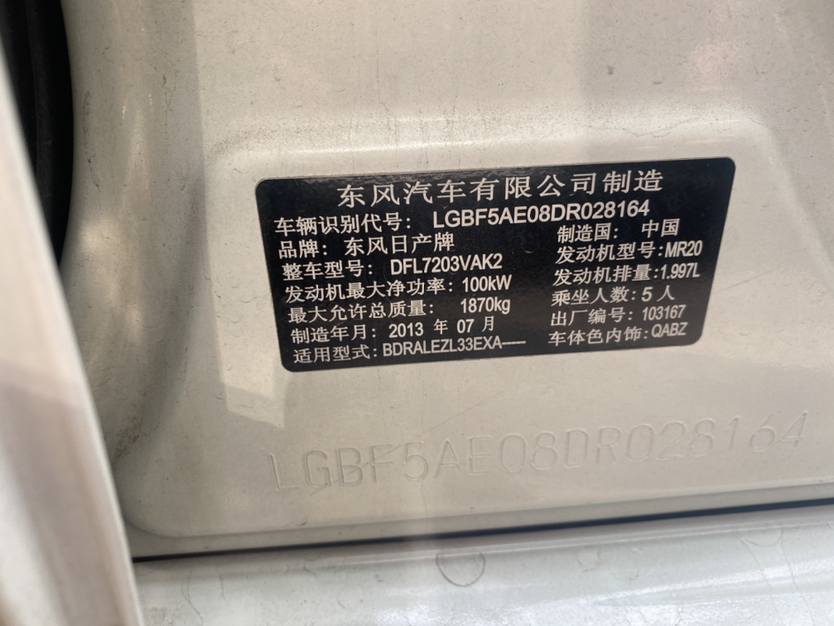 东风汽车有限公司制造
车辆识别代号: LGBF5AE08DR028164
品牌: 东风日产牌 制造国: 中国
整车型号: DFL7203VAK2 发动机型号:MR20
发动机最大净功率: 100kW 发动机排量:1.997L
最大允许总质量: 1870kg 乘坐人数:5人
制造年月: 2013 年 07 月 出厂编号: 103167
适用型式:BDRALEZL33EXA----- 车体色内饰:QABZ
LGBF5AE08DR028164